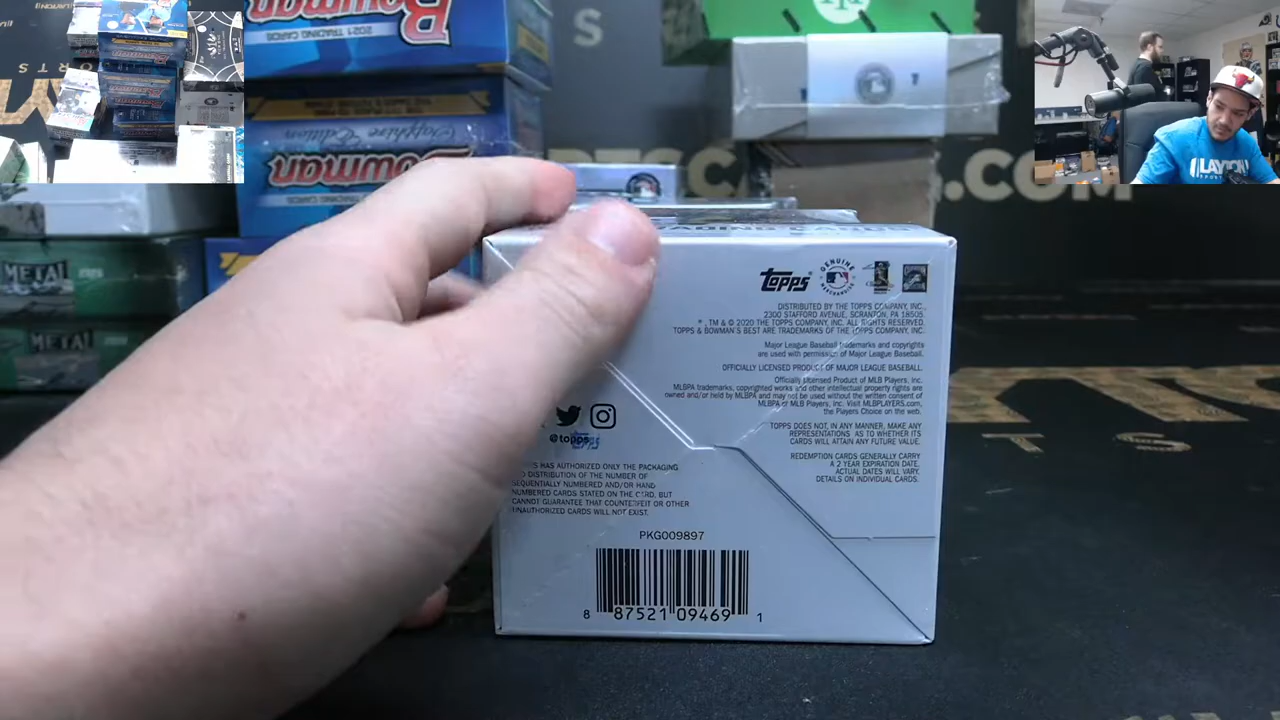 Bowman
2021 TRADING CARDS
Sapphire Edition
Bowman
METAL
METAL
S
.COM
T S
LAYTON
topps
GENUINE
MERCHANDISE
DISTRIBUTED BY THE TOPPS COMPANY, INC.
2300 STAFFORD AVENUE, SCRANTON, PA 18505
®, TM & © 2020 THE TOPPS COMPANY, INC. ALL RIGHTS RESERVED.
TOPPS & BOWMAN'S BEST ARE TRADEMARKS OF THE TOPPS COMPANY, INC.
Major League Baseball trademarks and copyrights
are used with permission of Major League Baseball.
OFFICIALLY LICENSED PRODUCT OF MAJOR LEAGUE BASEBALL.
Officially Licensed Product of MLB Players, Inc.
MLBPA trademarks, copyrighted works and other intellectual property rights are
owned and/or held by MLBPA and may not be used without the written consent of
MLBPA or MLB Players, Inc. Visit MLBPLAYERS.com,
the Players Choice on the web.
TOPPS DOES NOT, IN ANY MANNER, MAKE ANY
REPRESENTATIONS AS TO WHETHER ITS
CARDS WILL ATTAIN ANY FUTURE VALUE.
REDEMPTION CARDS GENERALLY CARRY
A 2 YEAR EXPIRATION DATE.
ACTUAL DATES WILL VARY.
DETAILS ON INDIVIDUAL CARDS.
@topps
HAS AUTHORIZED ONLY THE PACKAGING
DISTRIBUTION OF THE NUMBER OF
SEQUENTIALLY NUMBERED AND/OR HAND
NUMBERED CARDS STATED ON THE CARD, BUT
CANNOT GUARANTEE THAT COUNTERFEIT OR OTHER
UNAUTHORIZED CARDS WILL NOT EXIST.
PKG009897
8 87521 09469 1